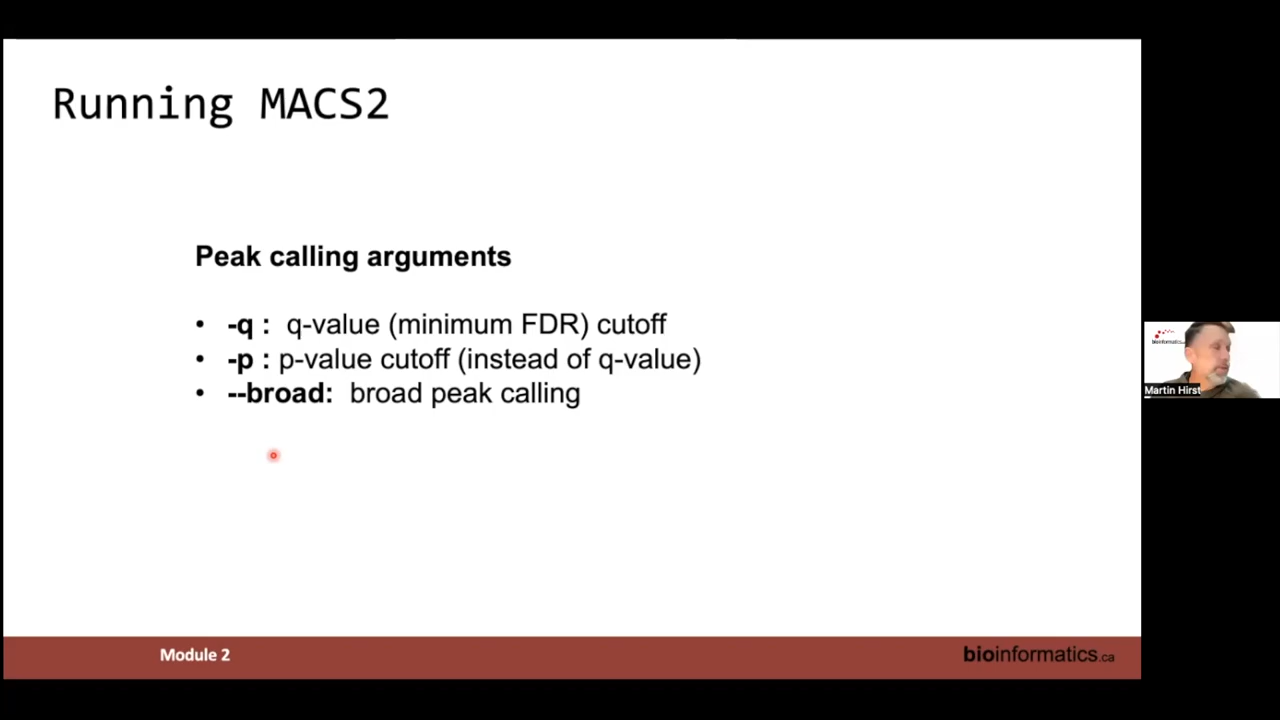 Running MACS2
Peak calling arguments
• -q : q-value (minimum FDR) cutoff
• -p : p-value cutoff (instead of q-value)
• --broad: broad peak calling
bioinformatics
Martin Hirst
Module 2
bioinformatics.ca